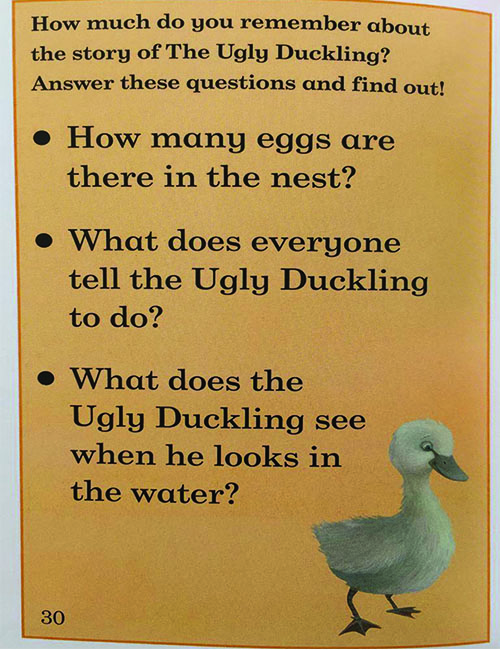 How much do you remember about
the story of The Ugly Duckling?
Answer these questions and find out!
● How many eggs are
there in the nest?
● What does everyone
tell the Ugly Duckling
to do?
● What does the
Ugly Duckling see
when he looks in
the water?
30